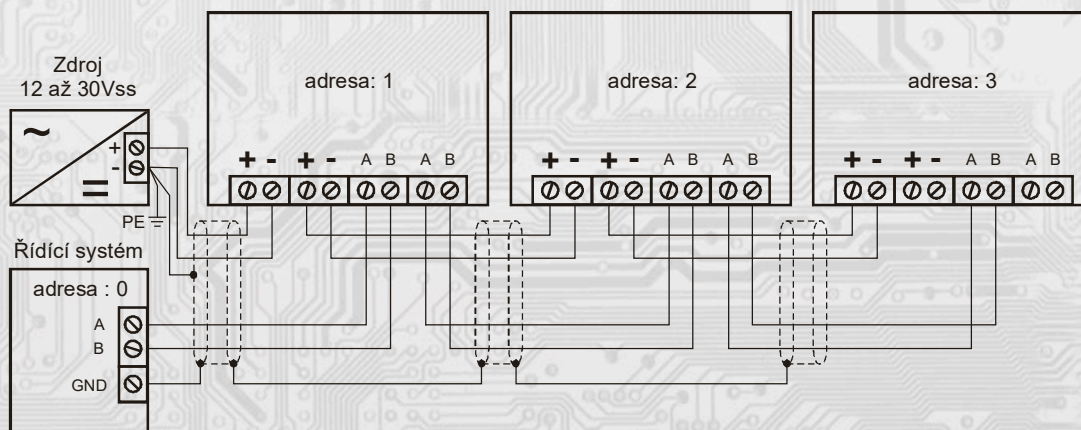 Zdroj
12 až 30Vss
~
=
+
-
PE
Řídící systém
adresa : 0
A
B
GND
adresa: 1
+ - + - A B A B
adresa: 2
+ - + - A B A B
adresa: 3
+ - + - A B A B